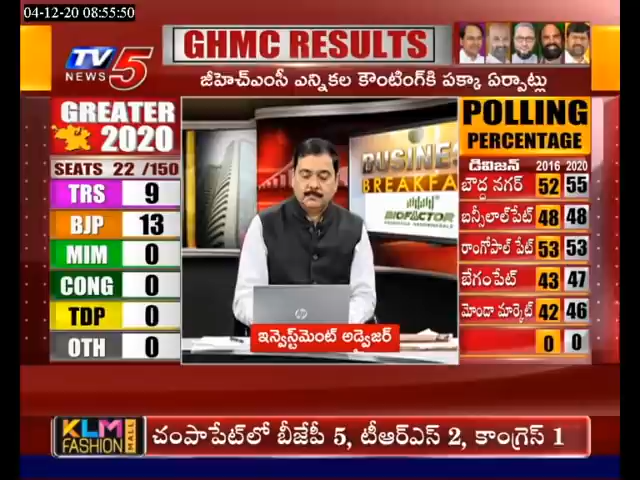 04-12-20 08:55:50
TV5
NEWS
GHMC RESULTS
జీహెచ్ఎంసీ ఎన్నికల కౌంటింగ్‌కి పక్కా ఏర్పాట్లు
GREATER
2020
SEATS 22 /150
TRS 9
BJP 13
MIM 0
CONG 0
TDP 0
OTH 0
BUSINE
BREAKFA
BIOFACTOR
hp
ఇన్వెస్ట్‌మెంట్ అడ్వైజర్
POLLING
PERCENTAGE
డివిజన్ 2016 2020
బౌద్ద నగర్ 52 55
బన్సీలాల్‌పేట్ 48 48
రాంగోపాల్ పేట్ 53 53
బేగంపేట్ 43 47
మోండా మార్కెట్ 42 46
0 0
KLM
FASHION MALL
చంపాపేట్‌లో బీజేపీ 5, టీఆర్ఎస్ 2, కాంగ్రెస్ 1